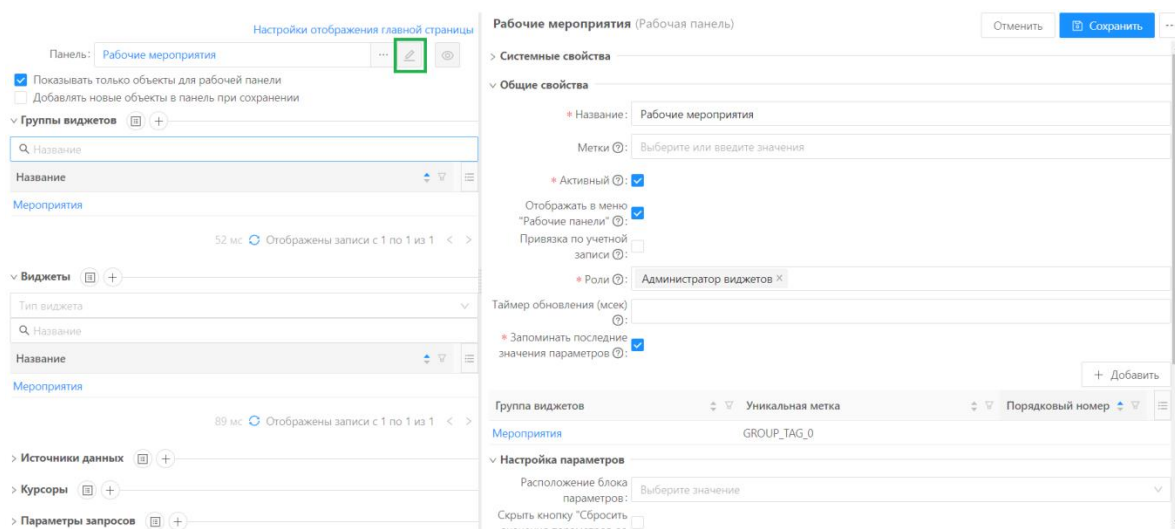 Настройки отображения главной страницы
Панель: Рабочие мероприятия
Показывать только объекты для рабочей панели
Добавлять новые объекты в панель при сохранении
Группы виджетов
Название
Название
Мероприятия
52 мс Отображены записи с 1 по 1 из 1 < >
Виджеты
Тип виджета
Название
Название
Мероприятия
89 мс Отображены записи с 1 по 1 из 1 < >
Источники данных
Курсоры
Параметры запросов
Рабочие мероприятия (Рабочая панель)
Отменить
Сохранить
Системные свойства
Общие свойства
* Название: Рабочие мероприятия
Метки ?: Выберите или введите значения
* Активный ?:
Отображать в меню
"Рабочие панели" ?:
Привязка по учетной
записи ?:
* Роли ?: Администратор виджетов ×
Таймер обновления (мсек)
?:
* Запоминать последние
значения параметров ?:
+ Добавить
Группа виджетов Уникальная метка Порядковый номер
Мероприятия GROUP_TAG_0
Настройка параметров
Расположение блока
параметров: Выберите значение
Скрыть кнопку "Сбросить